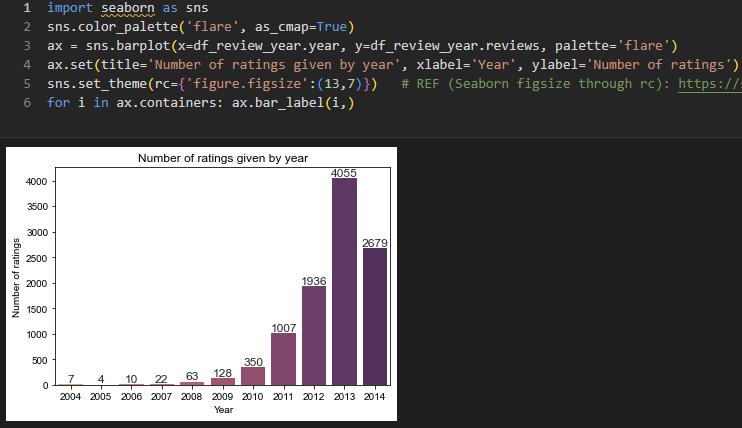 1 import seaborn as sns
2 sns.color_palette('flare', as_cmap=True)
3 ax = sns.barplot(x=df_review_year.year, y=df_review_year.reviews, palette='flare')
4 ax.set(title='Number of ratings given by year', xlabel='Year', ylabel='Number of ratings')
5 sns.set_theme(rc={'figure.figsize':(13,7)}) # REF (Seaborn figsize through rc): https://s
6 for i in ax.containers: ax.bar_label(i,)
Number of ratings given by year
Number of ratings
4000
3500
3000
2500
2000
1500
1000
500
0
7 4 10 22 63 128 350 1007 1936 4055 2679
2004 2005 2006 2007 2008 2009 2010 2011 2012 2013 2014
Year